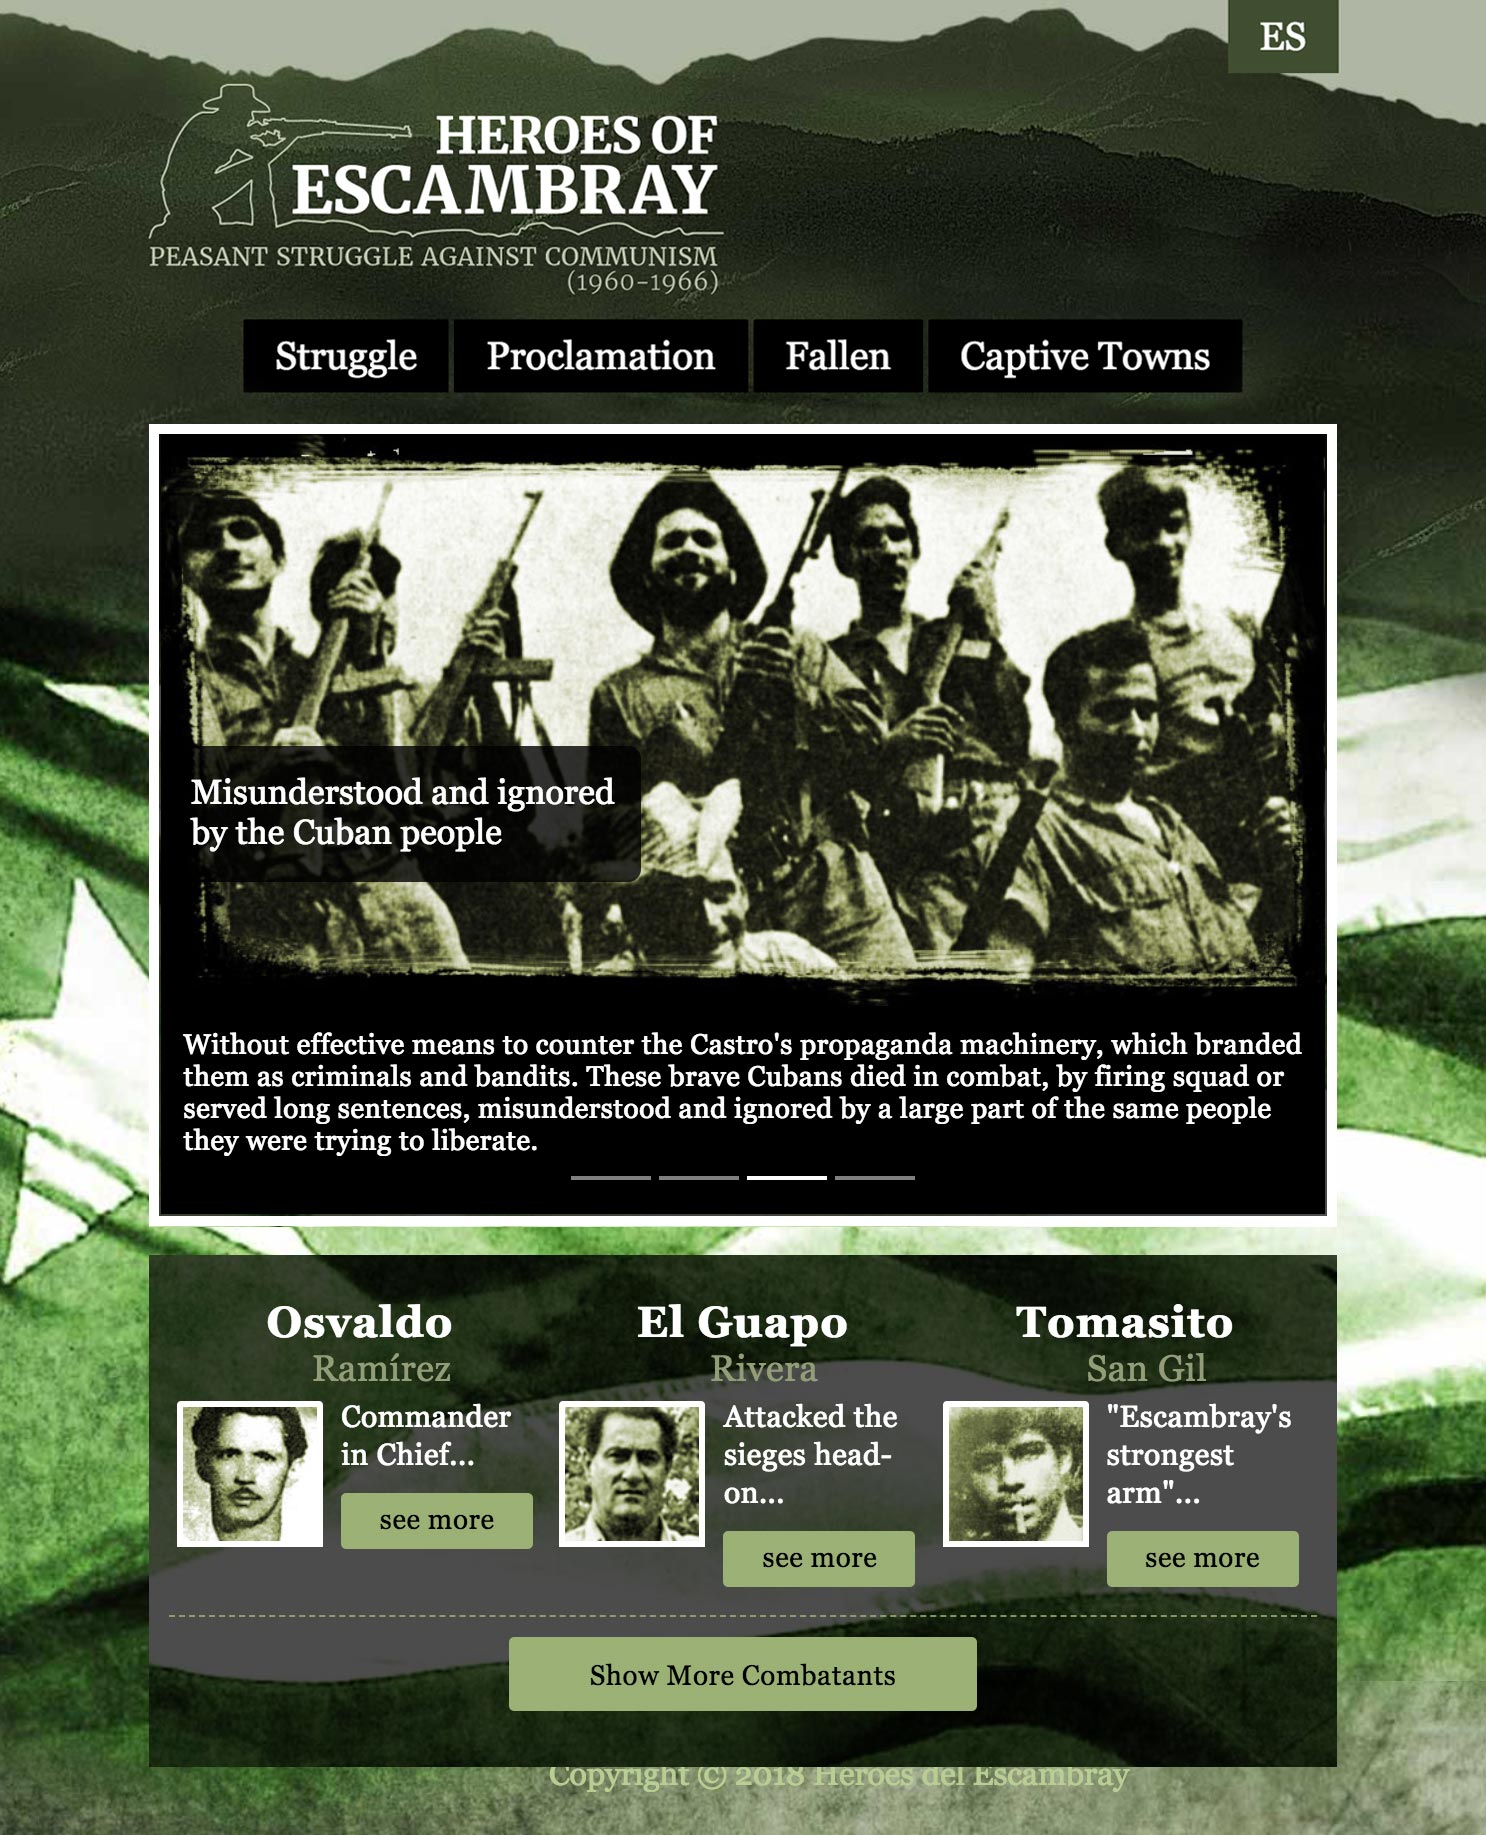 ES
HEROES OF
ESCAMBRAY
PEASANT STRUGGLE AGAINST COMMUNISM
(1960-1966)
Struggle Proclamation Fallen Captive Towns
Misunderstood and ignored
by the Cuban people
Without effective means to counter the Castro's propaganda machinery, which branded
them as criminals and bandits. These brave Cubans died in combat, by firing squad or
served long sentences, misunderstood and ignored by a large part of the same people
they were trying to liberate.
Osvaldo
Ramírez
Commander
in Chief...
see more
El Guapo
Rivera
Attacked the
sieges head-
on...
see more
Tomasito
San Gil
"Escambray's
strongest
arm"...
see more
Show More Combatants
Copyright © 2018 Heroes del Escambray